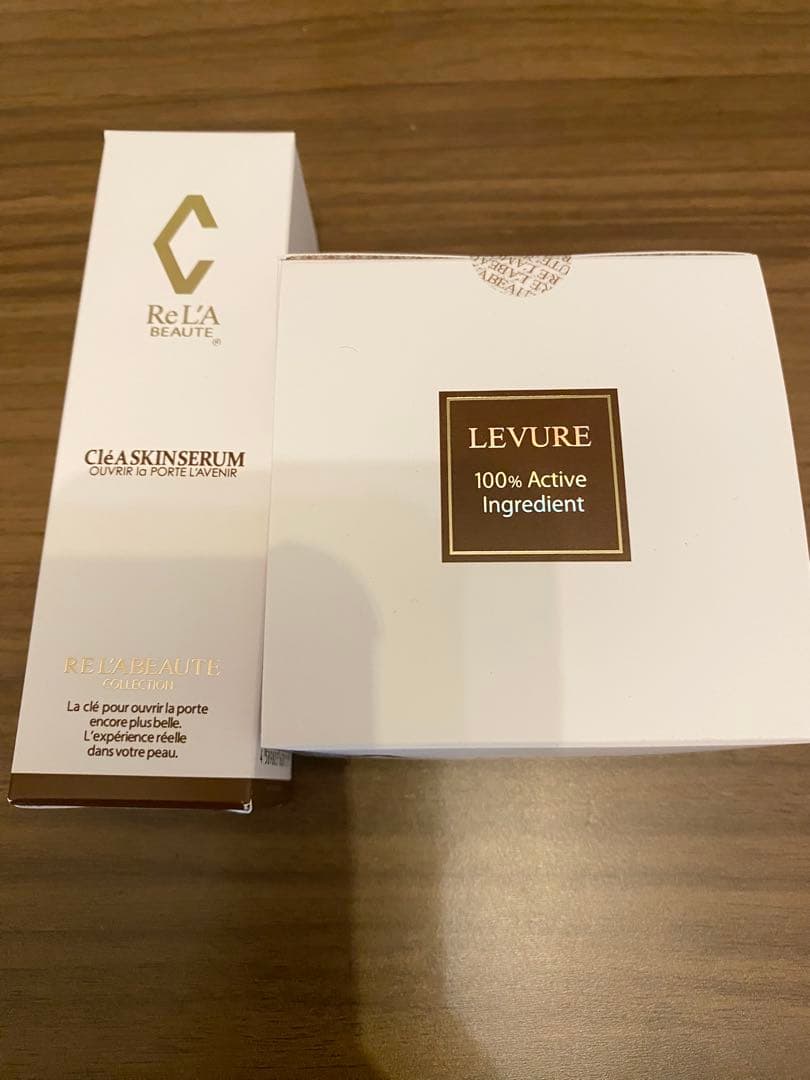 ReL'A
BEAUTE
®
CléASKINSERUM
OUVRIR la PORTE L'AVENIR
RE L'ABEAUTE
COLLECTION
La clé pour ouvrir la porte
encore plus belle.
L'expérience réelle
dans votre peau.
LEVURE
100% Active
Ingredient